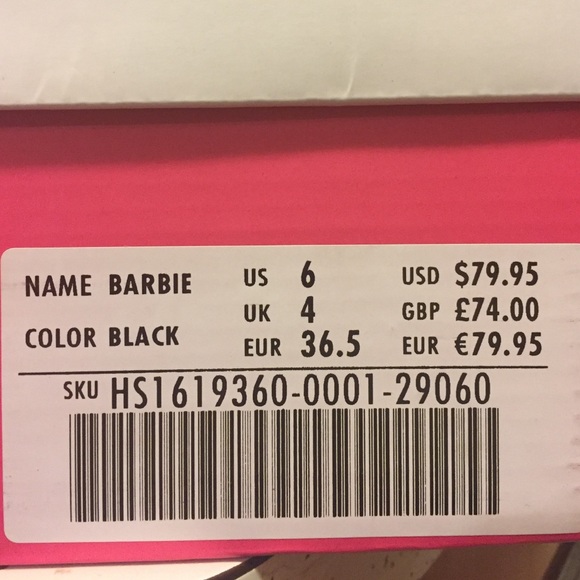 NAME BARBIE US 6 USD $79.95
UK 4 GBP £74.00
COLOR BLACK EUR 36.5 EUR €79.95
SKU HS1619360-0001-29060